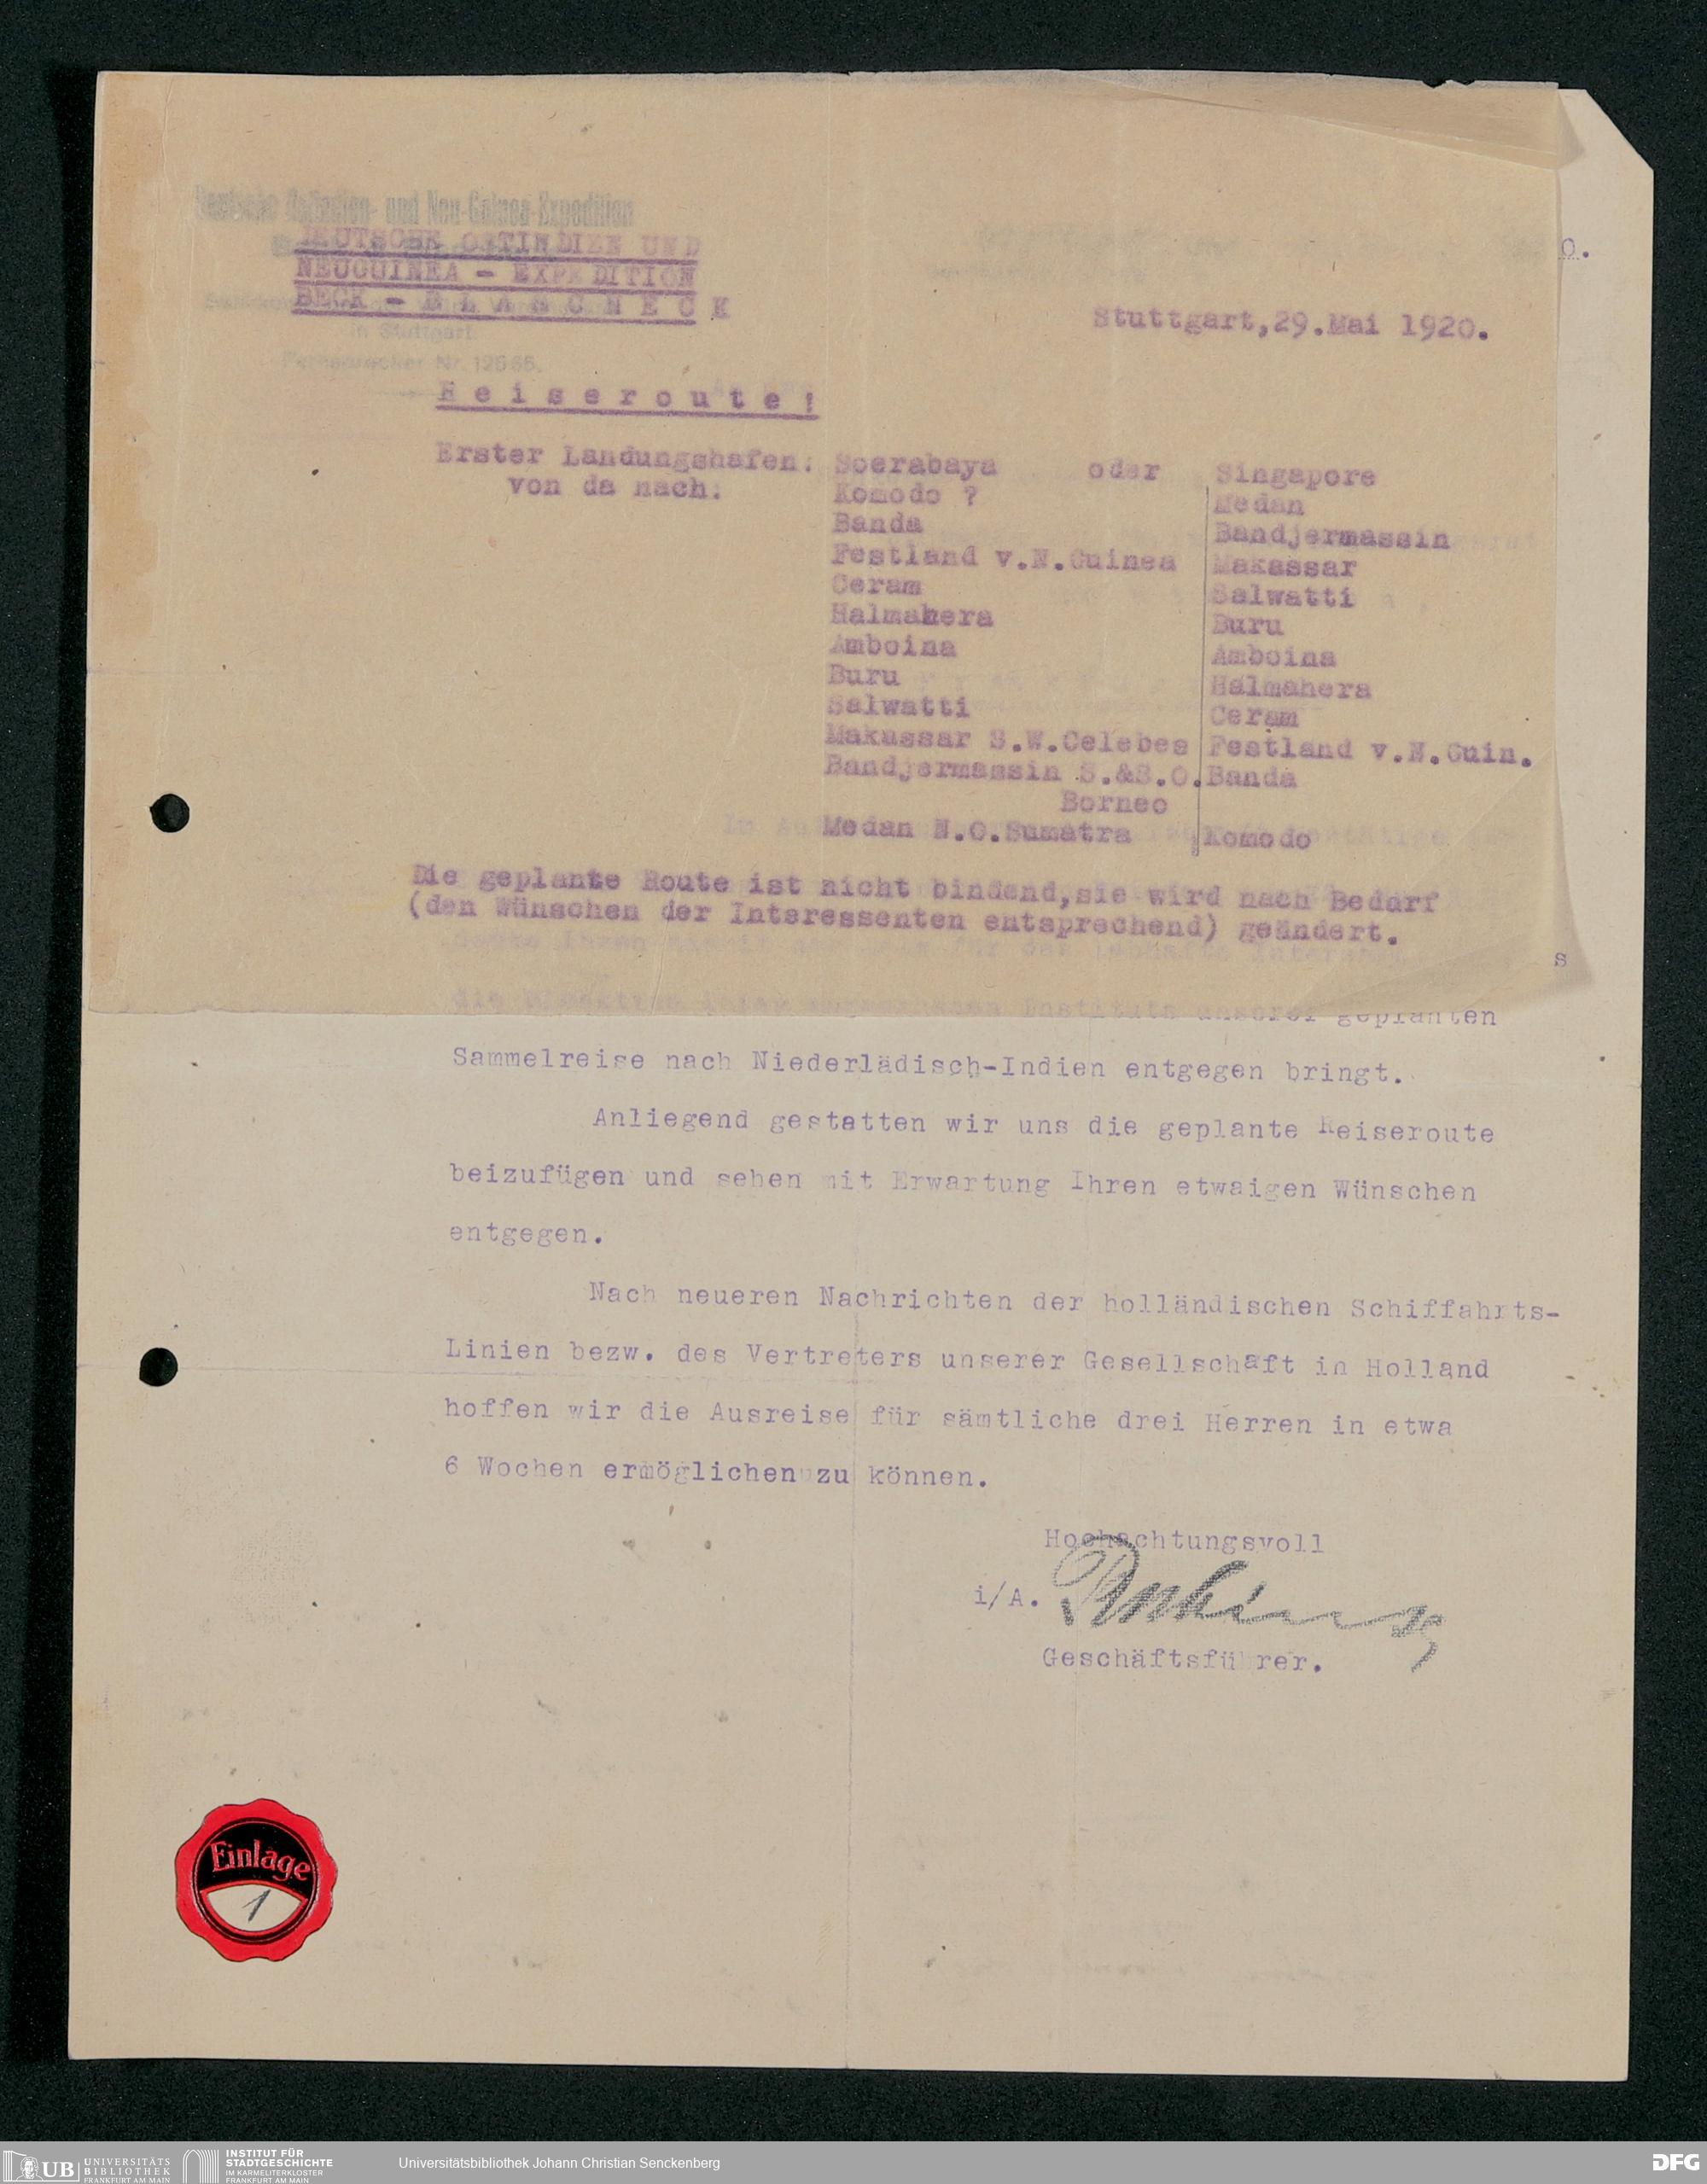 Deutsche Ostindien- und Neu-Guinea-Expedition
DEUTSCHE OSTINDIEN UND
NEUGUINEA - EXPEDITION
BECK - B L A N C H E C K
in Stuttgart.
Fernsprecher Nr. 12665.
o.
Stuttgart,29.Mai 1920.
R e i s e r o u t e !
Erster Landungshafen: Soerabaya oder Singapore
von da nach: Komodo ? Medan
Banda Bandjermassin
Festland v.N.Guinea Makassar
Ceram Salwatti
Halmahera Buru
Amboina Amboina
Buru Halmahera
Salwatti Ceram
Makassar S.W.Celebes Festland v.N.Guin.
Bandjermassin S.&S.O. Banda
Borneo
Medan N.O.Sumatra Komodo
Die geplante Route ist nicht bindend,sie wird nach Bedarf
(den Wünschen der Interessenten entsprechend) geändert.
s
die Instituts unserer geplanten
Sammelreise nach Niederlädisch-Indien entgegen bringt.
Anliegend gestatten wir uns die geplante Reiseroute
beizufügen und sehen mit Erwartung Ihren etwaigen Wünschen
entgegen.
Nach neueren Nachrichten der holländischen Schiffahrts-
Linien bezw. des Vertreters unserer Gesellschaft in Holland
hoffen wir die Ausreise für sämtliche drei Herren in etwa
6 Wochen ermöglichen zu können.
Hochachtungsvoll
i/A.
Geschäftsführer.
Einlage
1
UB UNIVERSITÄTS
BIBLIOTHEK
FRANKFURT AM MAIN
INSTITUT FÜR
STADTGESCHICHTE
IM KARMELITERKLOSTER
FRANKFURT AM MAIN
Universitätsbibliothek Johann Christian Senckenberg
DFG